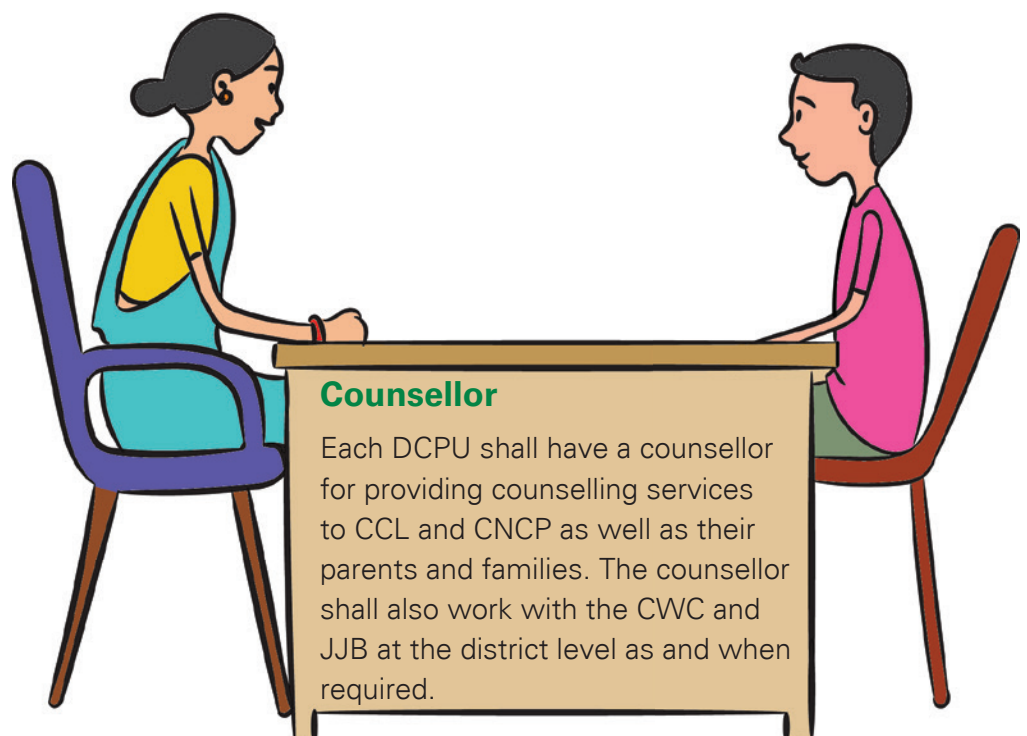 Counsellor
Each DCPU shall have a counsellor
for providing counselling services
to CCL and CNCP as well as their
parents and families. The counsellor
shall also work with the CWC and
JJB at the district level as and when
required.